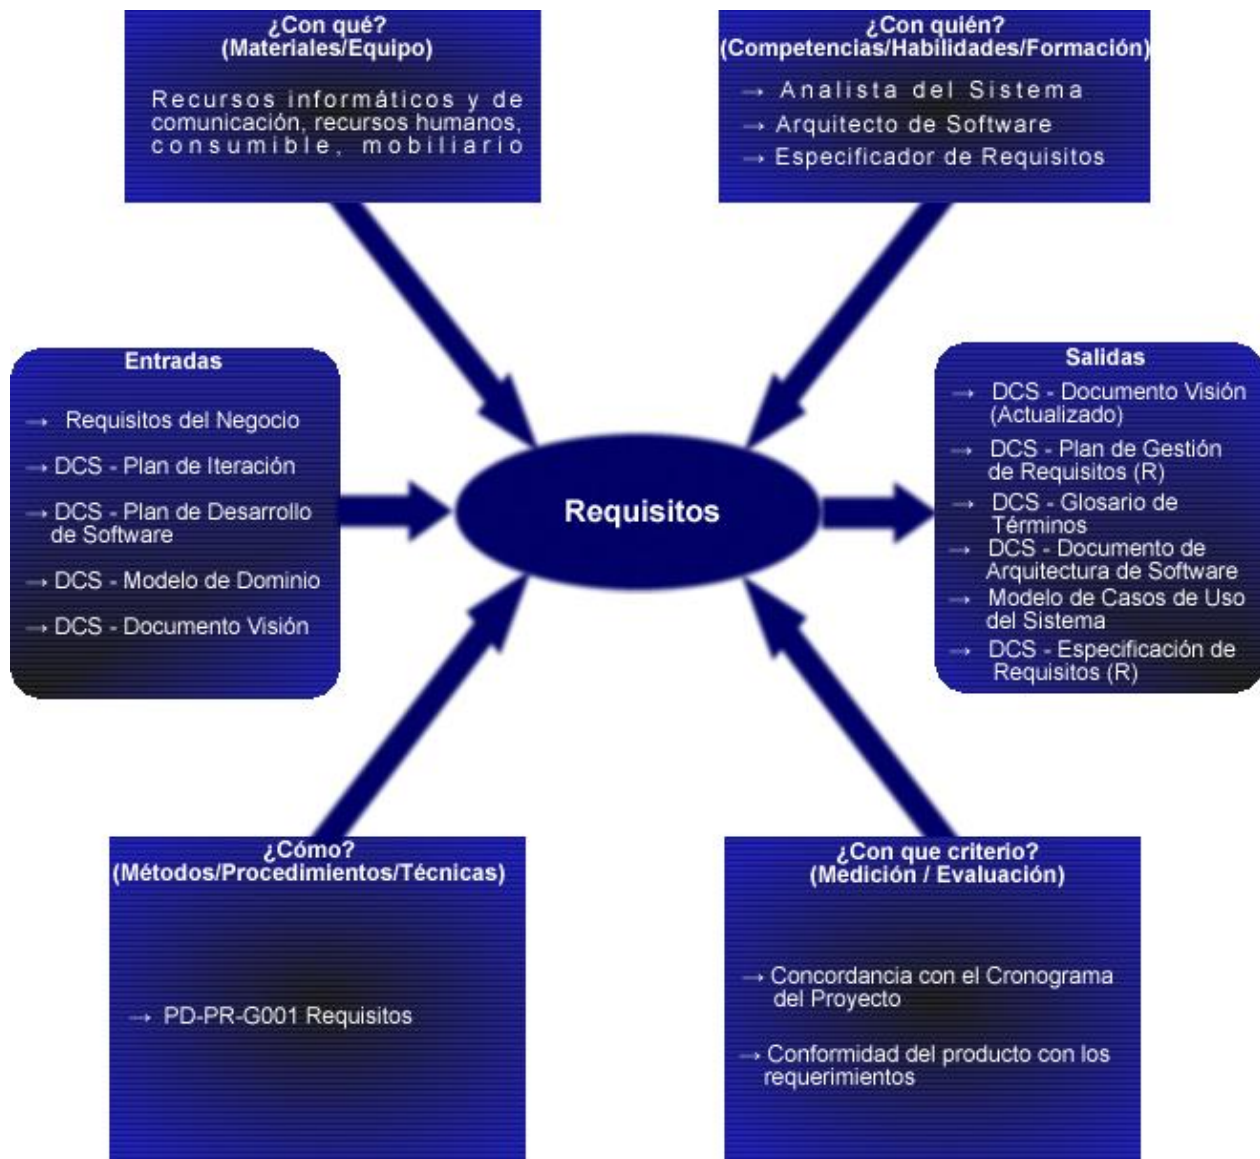 ¿Con qué?
(Materiales/Equipo)
Recursos informáticos y de
comunicación, recursos humanos,
consumible, mobiliario
¿Con quién?
(Competencias/Habilidades/Formación)
→ Analista del Sistema
→ Arquitecto de Software
→ Especificador de Requisitos
Entradas
→ Requisitos del Negocio
→ DCS - Plan de Iteración
→ DCS - Plan de Desarrollo
de Software
→ DCS - Modelo de Dominio
→ DCS - Documento Visión
Requisitos
Salidas
→ DCS - Documento Visión
(Actualizado)
→ DCS - Plan de Gestión
de Requisitos (R)
→ DCS - Glosario de
Términos
→ DCS - Documento de
Arquitectura de Software
→ Modelo de Casos de Uso
del Sistema
→ DCS - Especificación de
Requisitos (R)
¿Cómo?
(Métodos/Procedimientos/Técnicas)
→ PD-PR-G001 Requisitos
¿Con que criterio?
(Medición / Evaluación)
→ Concordancia con el Cronograma
del Proyecto
→ Conformidad del producto con los
requerimientos